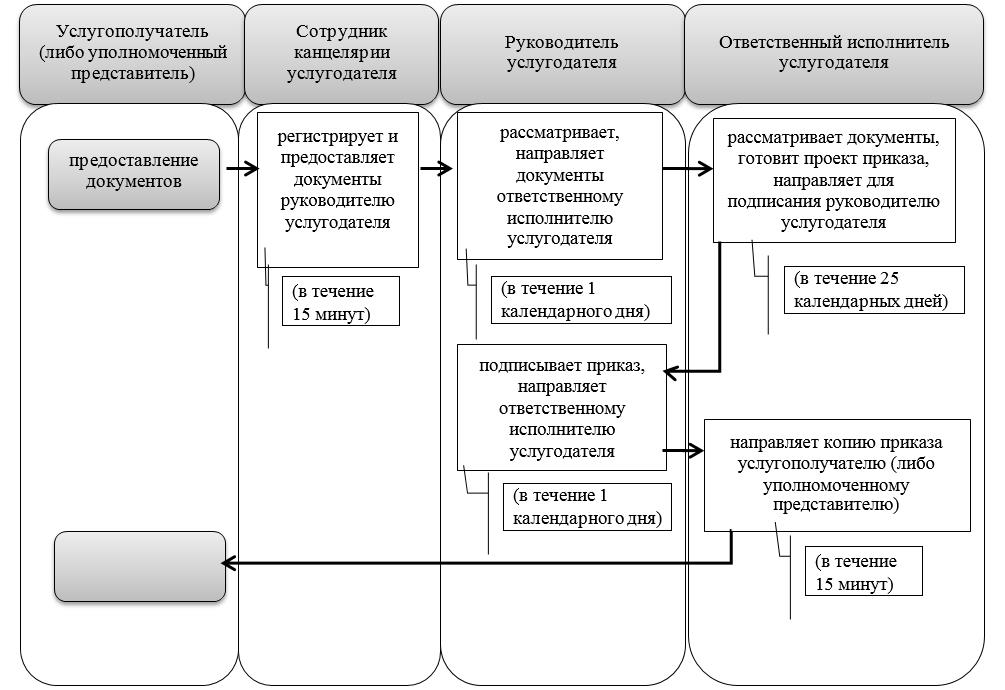 Услугополучатель
(либо уполномоченный
представитель)
Сотрудник
канцелярии
услугодателя
Руководитель
услугодателя
Ответственный исполнитель
услугодателя
предоставление
документов
регистрирует и
предоставляет
документы
руководителю
услугодателя
(в течение
15 минут)
рассматривает,
направляет
документы
ответственному
исполнителю
услугодателя
(в течение 1
календарного дня)
рассматривает документы,
готовит проект приказа,
направляет для
подписания руководителю
услугодателя
(в течение 25
календарных дней)
подписывает приказ,
направляет
ответственному
исполнителю
услугодателя
(в течение 1
календарного дня)
направляет копию приказа
услугополучателю (либо
уполномоченному
представителю)
(в течение
15 минут)